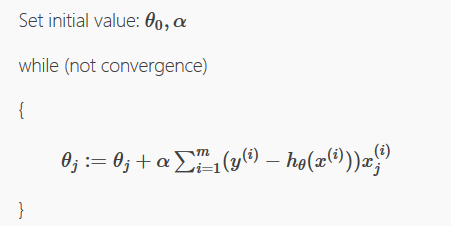 Set initial value: θ₀, α
while (not convergence)
{
θⱼ := θⱼ + α ∑ᵢ₌₁ᵐ (y⁽ⁱ⁾ − h_θ(x⁽ⁱ⁾))xⱼ⁽ⁱ⁾
}